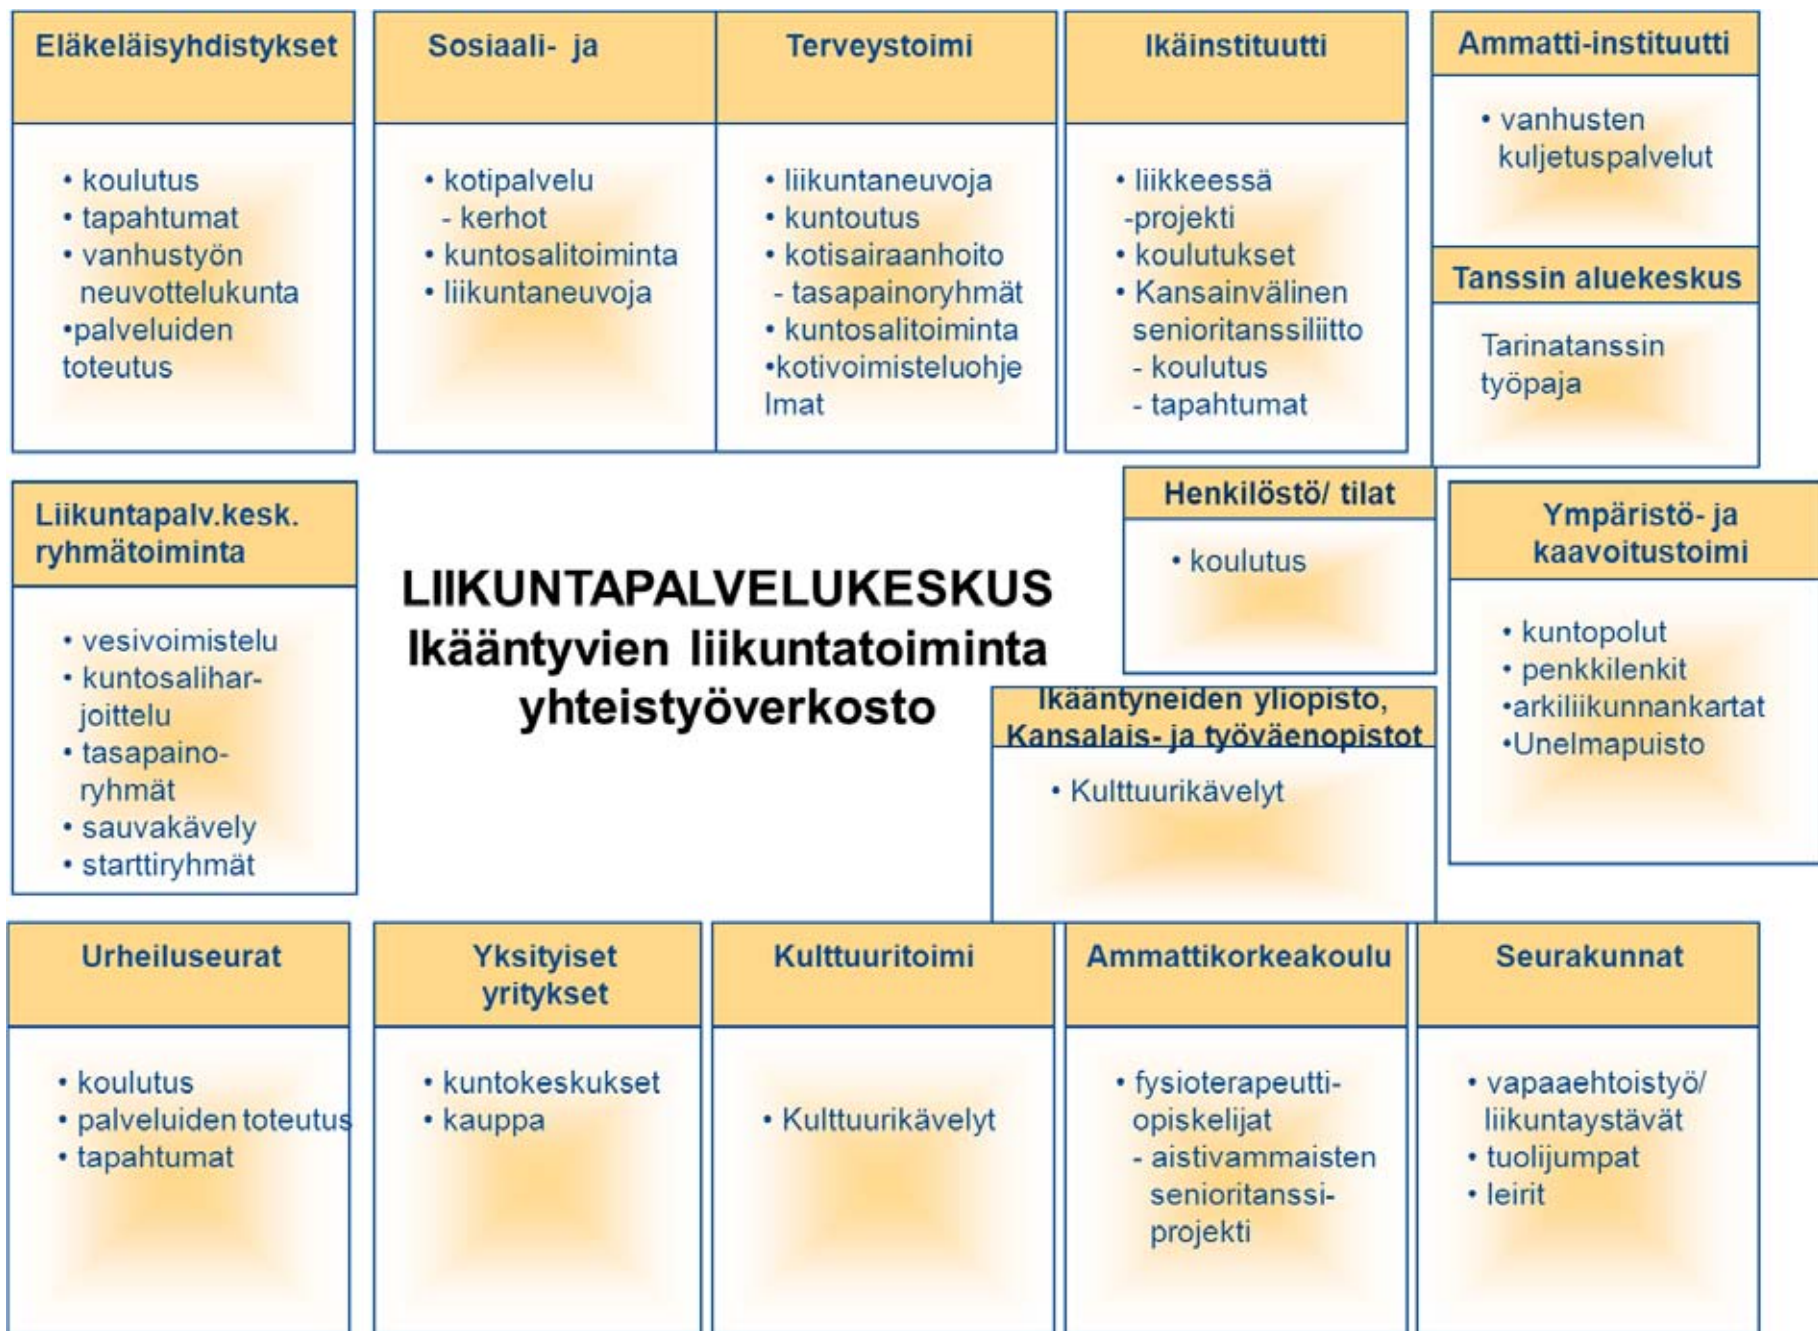 Eläkeläisyhdistykset
• koulutus
• tapahtumat
• vanhustyön
neuvottelukunta
•palveluiden
toteutus
Sosiaali- ja
• kotipalvelu
- kerhot
• kuntosalitoiminta
• liikuntaneuvoja
Terveystoimi
• liikuntaneuvoja
• kuntoutus
• kotisairaanhoito
- tasapainoryhmät
• kuntosalitoiminta
•kotivoimisteluohje
lmat
Ikäinstituutti
• liikkeessä
-projekti
• koulutukset
• Kansainvälinen
senioritanssiliitto
- koulutus
- tapahtumat
Ammatti-instituutti
• vanhusten
kuljetuspalvelut
Tanssin aluekeskus
Tarinatanssin
työpaja
Liikuntapalv.kesk.
ryhmätoiminta
• vesivoimistelu
• kuntosalihar-
joittelu
• tasapaino-
ryhmät
• sauvakävely
• starttiryhmät
LIIKUNTAPALVELUKESKUS
Ikääntyvien liikuntatoiminta
yhteistyöverkosto
Henkilöstö/ tilat
• koulutus
Ikääntyneiden yliopisto,
Kansalais- ja työväenopistot
• Kulttuurikävelyt
Ympäristö- ja
kaavoitustoimi
• kuntopolut
• penkkilenkit
•arkiliikunnankartat
•Unelmapuisto
Urheiluseurat
• koulutus
• palveluiden toteutus
• tapahtumat
Yksityiset
yritykset
• kuntokeskukset
• kauppa
Kulttuuritoimi
• Kulttuurikävelyt
Ammattikorkeakoulu
• fysioterapeutti-
opiskelijat
- aistivammaisten
senioritanssi-
projekti
Seurakunnat
• vapaaehtoistyö/
liikuntaystävät
• tuolijumpat
• leirit